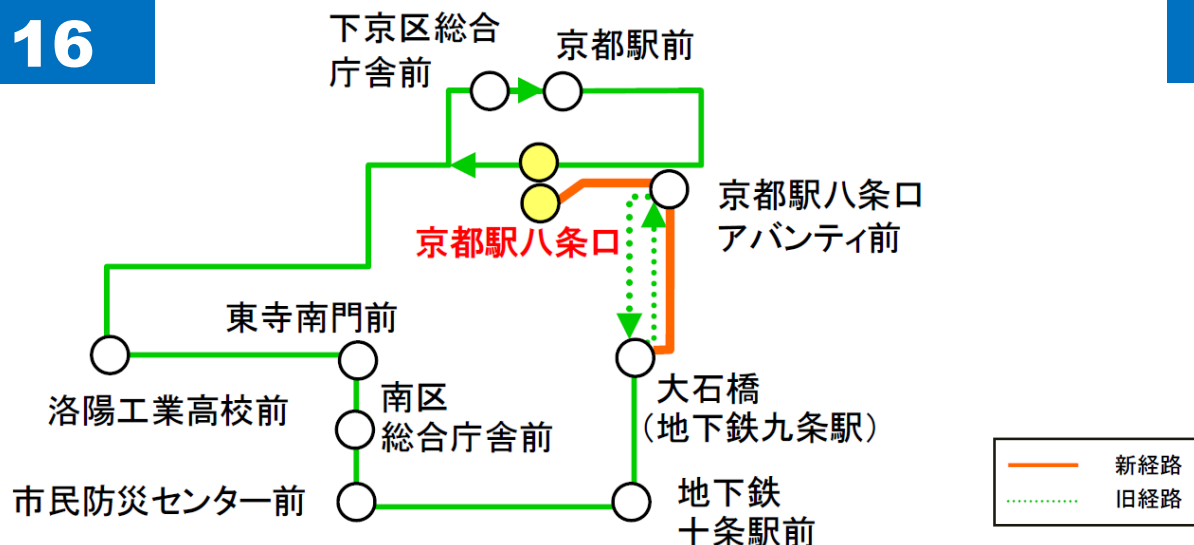 16
下京区総合
庁舎前
京都駅前
京都駅八条口
アバンティ前
京都駅八条口
東寺南門前
洛陽工業高校前
南区
総合庁舎前
大石橋
（地下鉄九条駅）
市民防災センター前
地下鉄
十条駅前
新経路
旧経路